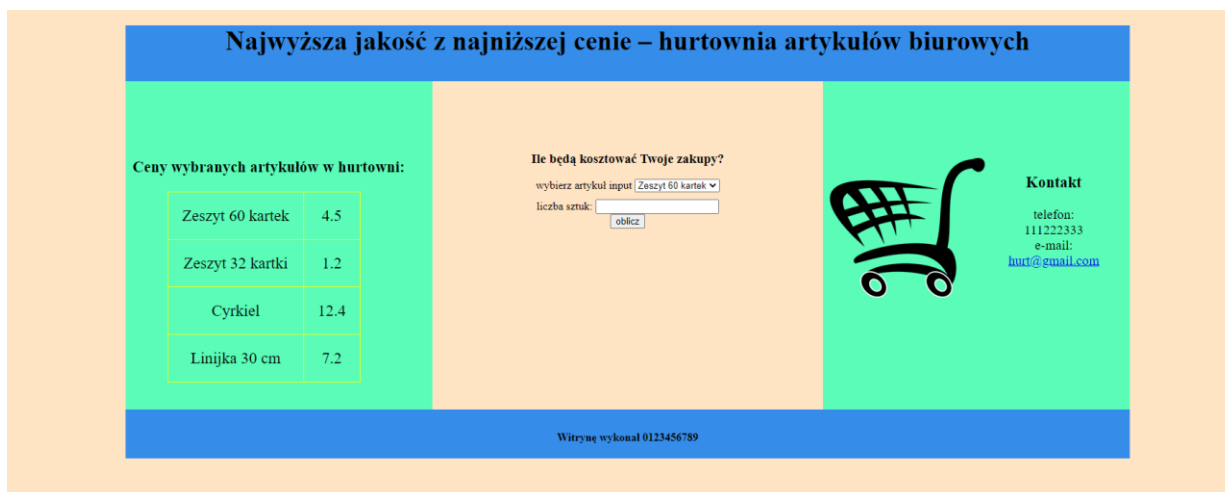 Najwyższa jakość z najniższej cenie – hurtownia artykułów biurowych
Ceny wybranych artykułów w hurtowni:
Zeszyt 60 kartek 4.5
Zeszyt 32 kartki 1.2
Cyrkiel 12.4
Linijka 30 cm 7.2
Ile będą kosztować Twoje zakupy?
wybierz artykuł input Zeszyt 60 kartek
liczba sztuk:
oblicz
Kontakt
telefon:
111222333
e-mail:
hurt@gmail.com
Witrynę wykonał 0123456789